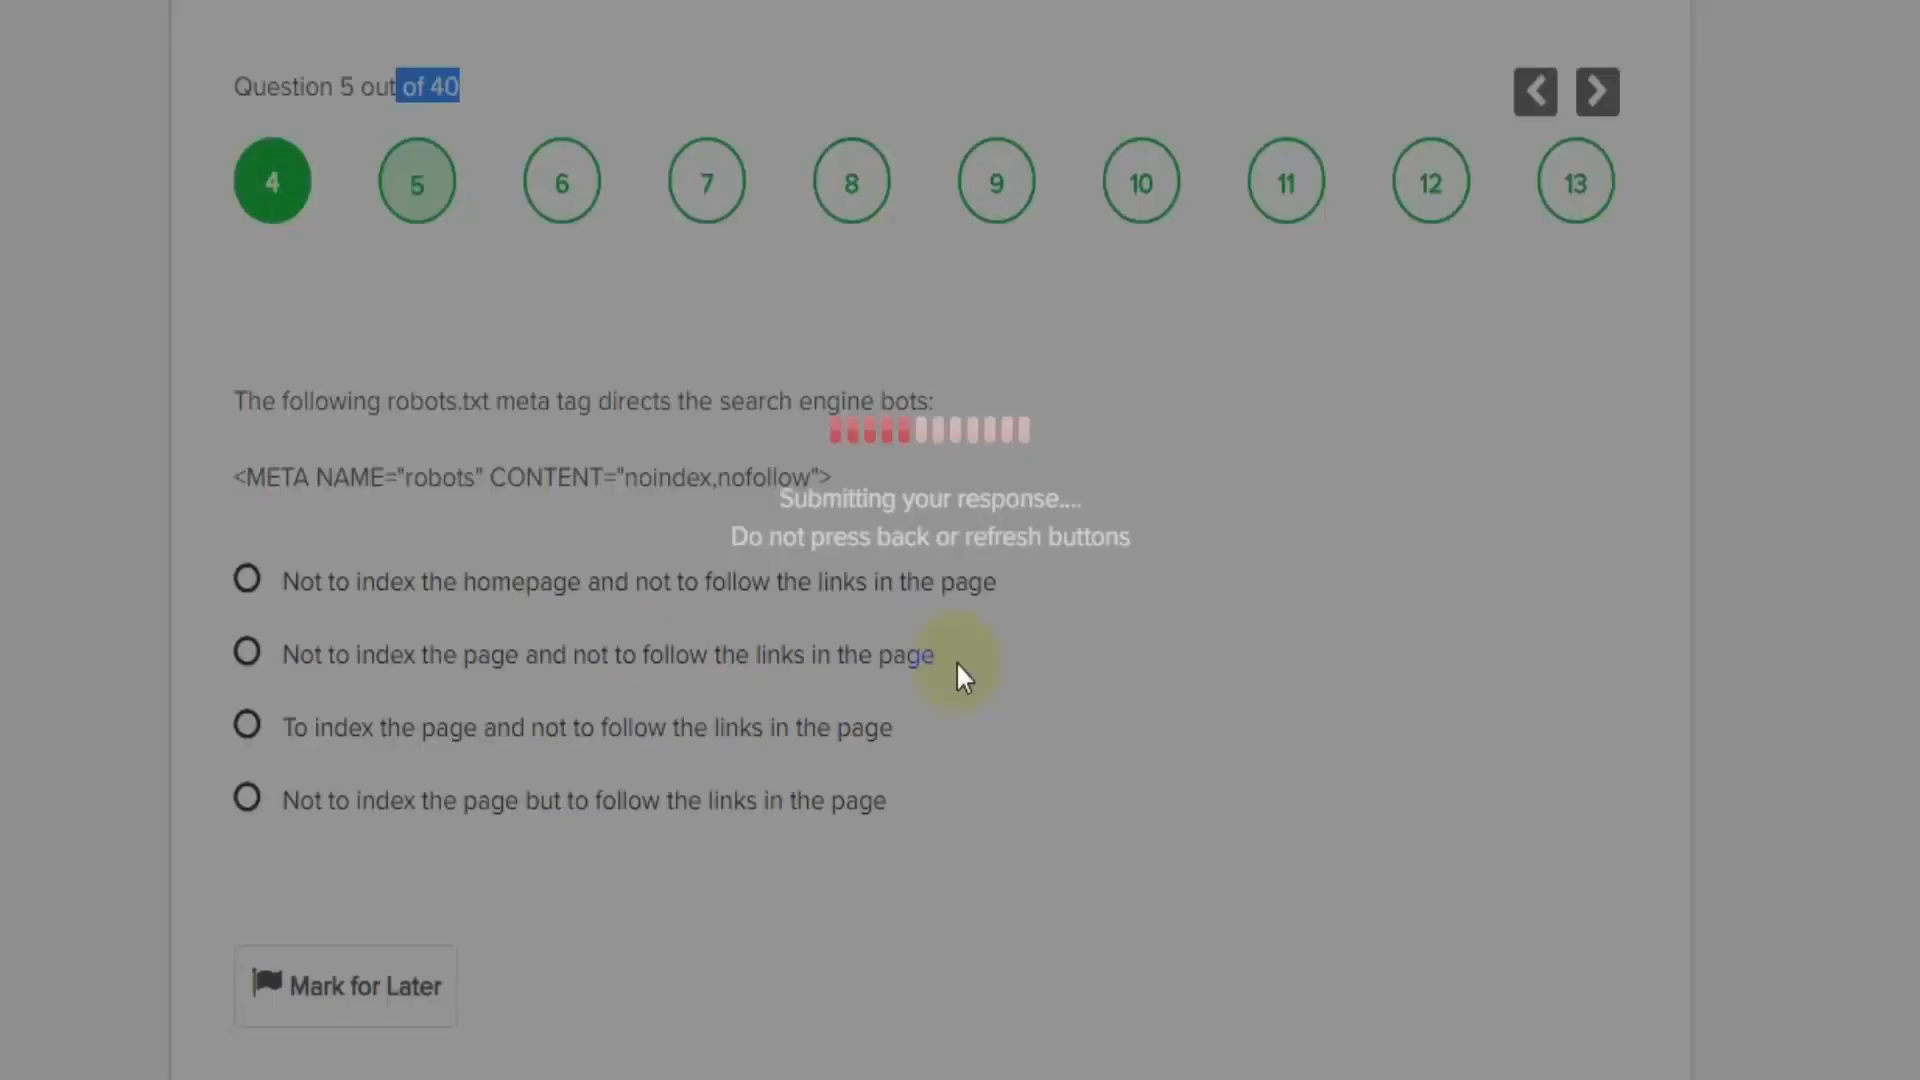 Question 5 out of 40
4 5 6 7 8 9 10 11 12 13
The following robots.txt meta tag directs the search engine bots:
<META NAME="robots" CONTENT="noindex,nofollow">
Submitting your response....
Do not press back or refresh buttons
Not to index the homepage and not to follow the links in the page
Not to index the page and not to follow the links in the page
To index the page and not to follow the links in the page
Not to index the page but to follow the links in the page
Mark for Later